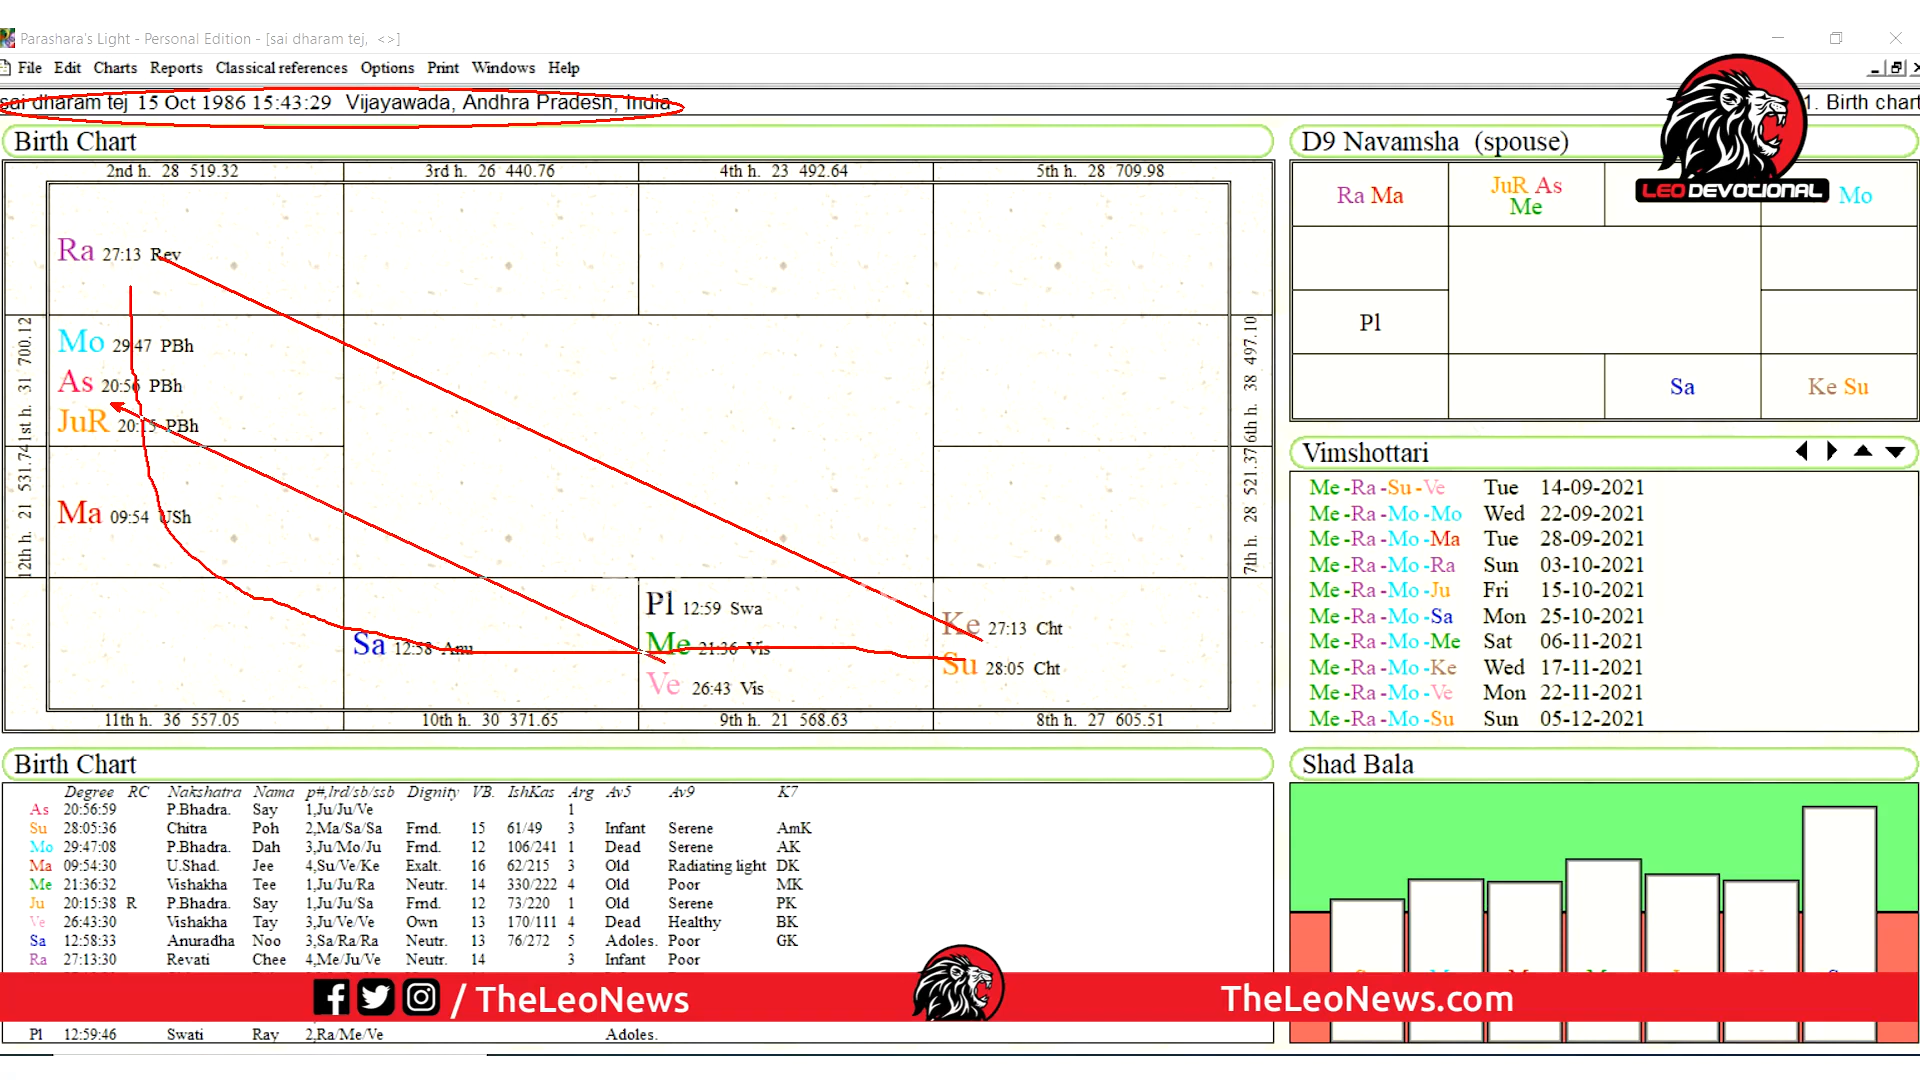 Parashara's Light - Personal Edition - [sai dharam tej, <>]
File Edit Charts Reports Classical references Options Print Windows Help
sai dharam tej 15 Oct 1986 15:43:29 Vijayawada, Andhra Pradesh, India
1. Birth chart
LEO DEVOTIONAL
Birth Chart
2nd h. 28 519.32
3rd h. 26 440.76
4th h. 23 492.64
5th h. 28 709.98
Ra 27:13 Rev
1st h. 31 700.12
Mo 29:47 PBh
As 20:56 PBh
JuR 20:15 PBh
6th h. 38 497.10
12th h. 21 531.74
Ma 09:54 USh
7th h. 28 521.37
Sa 12:58 Anu
Pl 12:59 Swa
Me 21:36 Vis
Ve 26:43 Vis
Ke 27:13 Cht
Su 28:05 Cht
11th h. 36 557.05
10th h. 30 371.65
9th h. 21 568.63
8th h. 27 605.51
D9 Navamsha (spouse)
Ra Ma
JuR As
Me
Mo
Pl
Sa
Ke Su
Vimshottari
Me -Ra -Su -Ve Tue 14-09-2021
Me -Ra -Mo -Mo Wed 22-09-2021
Me -Ra -Mo -Ma Tue 28-09-2021
Me -Ra -Mo -Ra Sun 03-10-2021
Me -Ra -Mo -Ju Fri 15-10-2021
Me -Ra -Mo -Sa Mon 25-10-2021
Me -Ra -Mo -Me Sat 06-11-2021
Me -Ra -Mo -Ke Wed 17-11-2021
Me -Ra -Mo -Ve Mon 22-11-2021
Me -Ra -Mo -Su Sun 05-12-2021
Birth Chart
Degree RC Nakshatra Nama p#,lrd/sb/ssb Dignity VB. IshKas Arg Av5 Av9 K7
As 20:56:59 P.Bhadra. Say 1,Ju/Ju/Ve 1
Su 28:05:36 Chitra Poh 2,Ma/Sa/Sa Frnd. 15 61/49 3 Infant Serene AmK
Mo 29:47:08 P.Bhadra. Dah 3,Ju/Mo/Ju Frnd. 12 106/241 1 Dead Serene AK
Ma 09:54:30 U.Shad. Jee 4,Su/Ve/Ke Exalt. 16 62/215 3 Old Radiating light DK
Me 21:36:32 Vishakha Tee 1,Ju/Ju/Ra Neutr. 14 330/222 4 Old Poor MK
Ju 20:15:38 R P.Bhadra. Say 1,Ju/Ju/Sa Frnd. 12 73/220 1 Old Serene PK
Ve 26:43:30 Vishakha Tay 3,Ju/Ve/Ve Own 13 170/111 4 Dead Healthy BK
Sa 12:58:33 Anuradha Noo 3,Sa/Ra/Ra Neutr. 13 76/272 5 Adoles. Poor GK
Ra 27:13:30 Revati Chee 4,Me/Ju/Ve Neutr. 14 3 Infant Poor
Pl 12:59:46 Swati Ray 2,Ra/Me/Ve Adoles.
Shad Bala
/ TheLeoNews
TheLeoNews.com